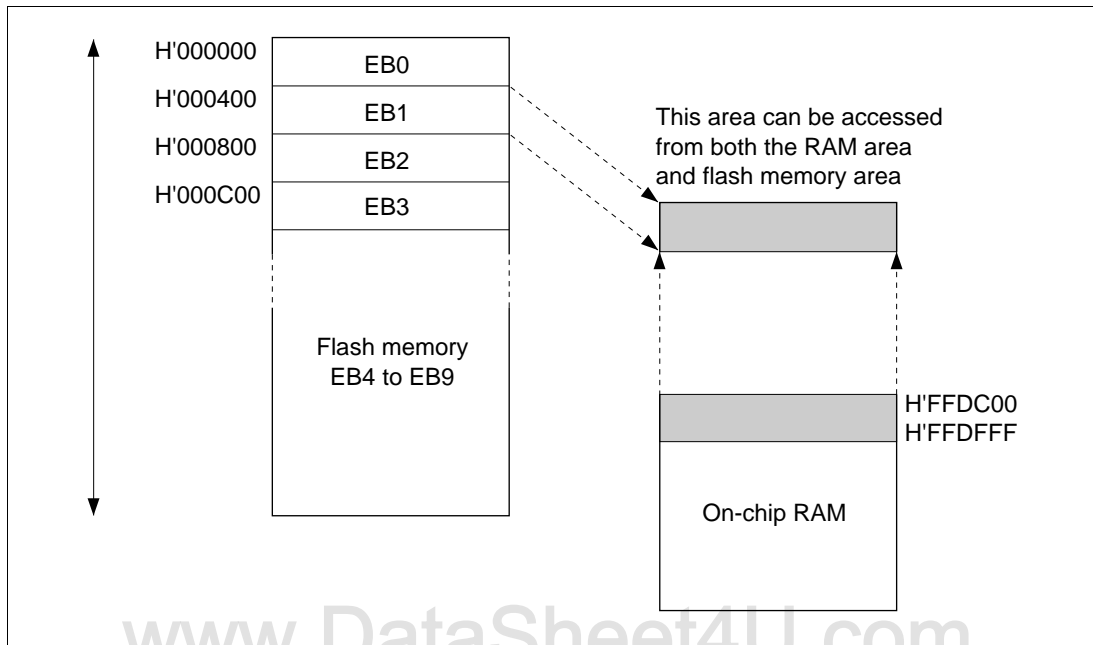 H'000000
EB0
H'000400
EB1
H'000800
EB2
H'000C00
EB3
This area can be accessed
from both the RAM area
and flash memory area
Flash memory
EB4 to EB9
H'FFDC00
H'FFDFFF
On-chip RAM
www.DataSheet4U.com